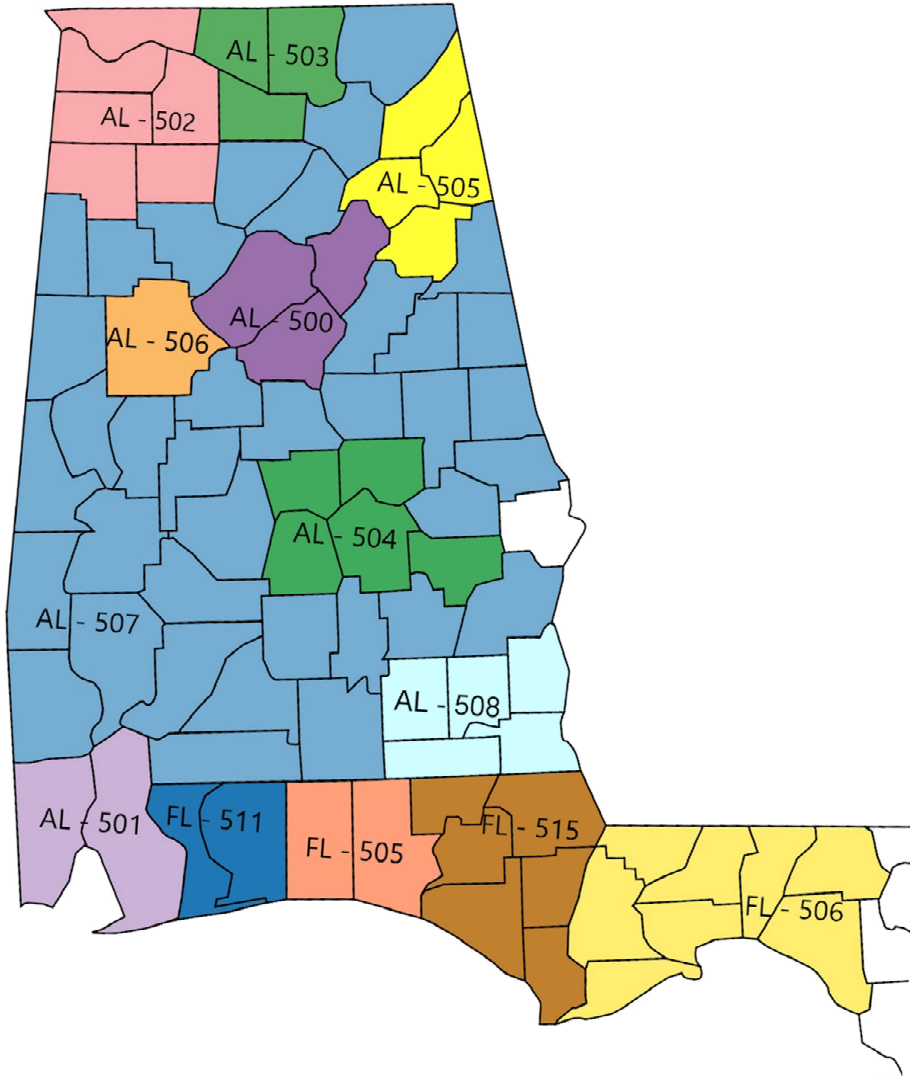 AL - 503
AL - 502
AL - 505
AL - 500
AL - 506
AL - 504
AL - 507
AL - 508
AL - 501
FL - 511
FL - 515
FL - 505
FL - 506